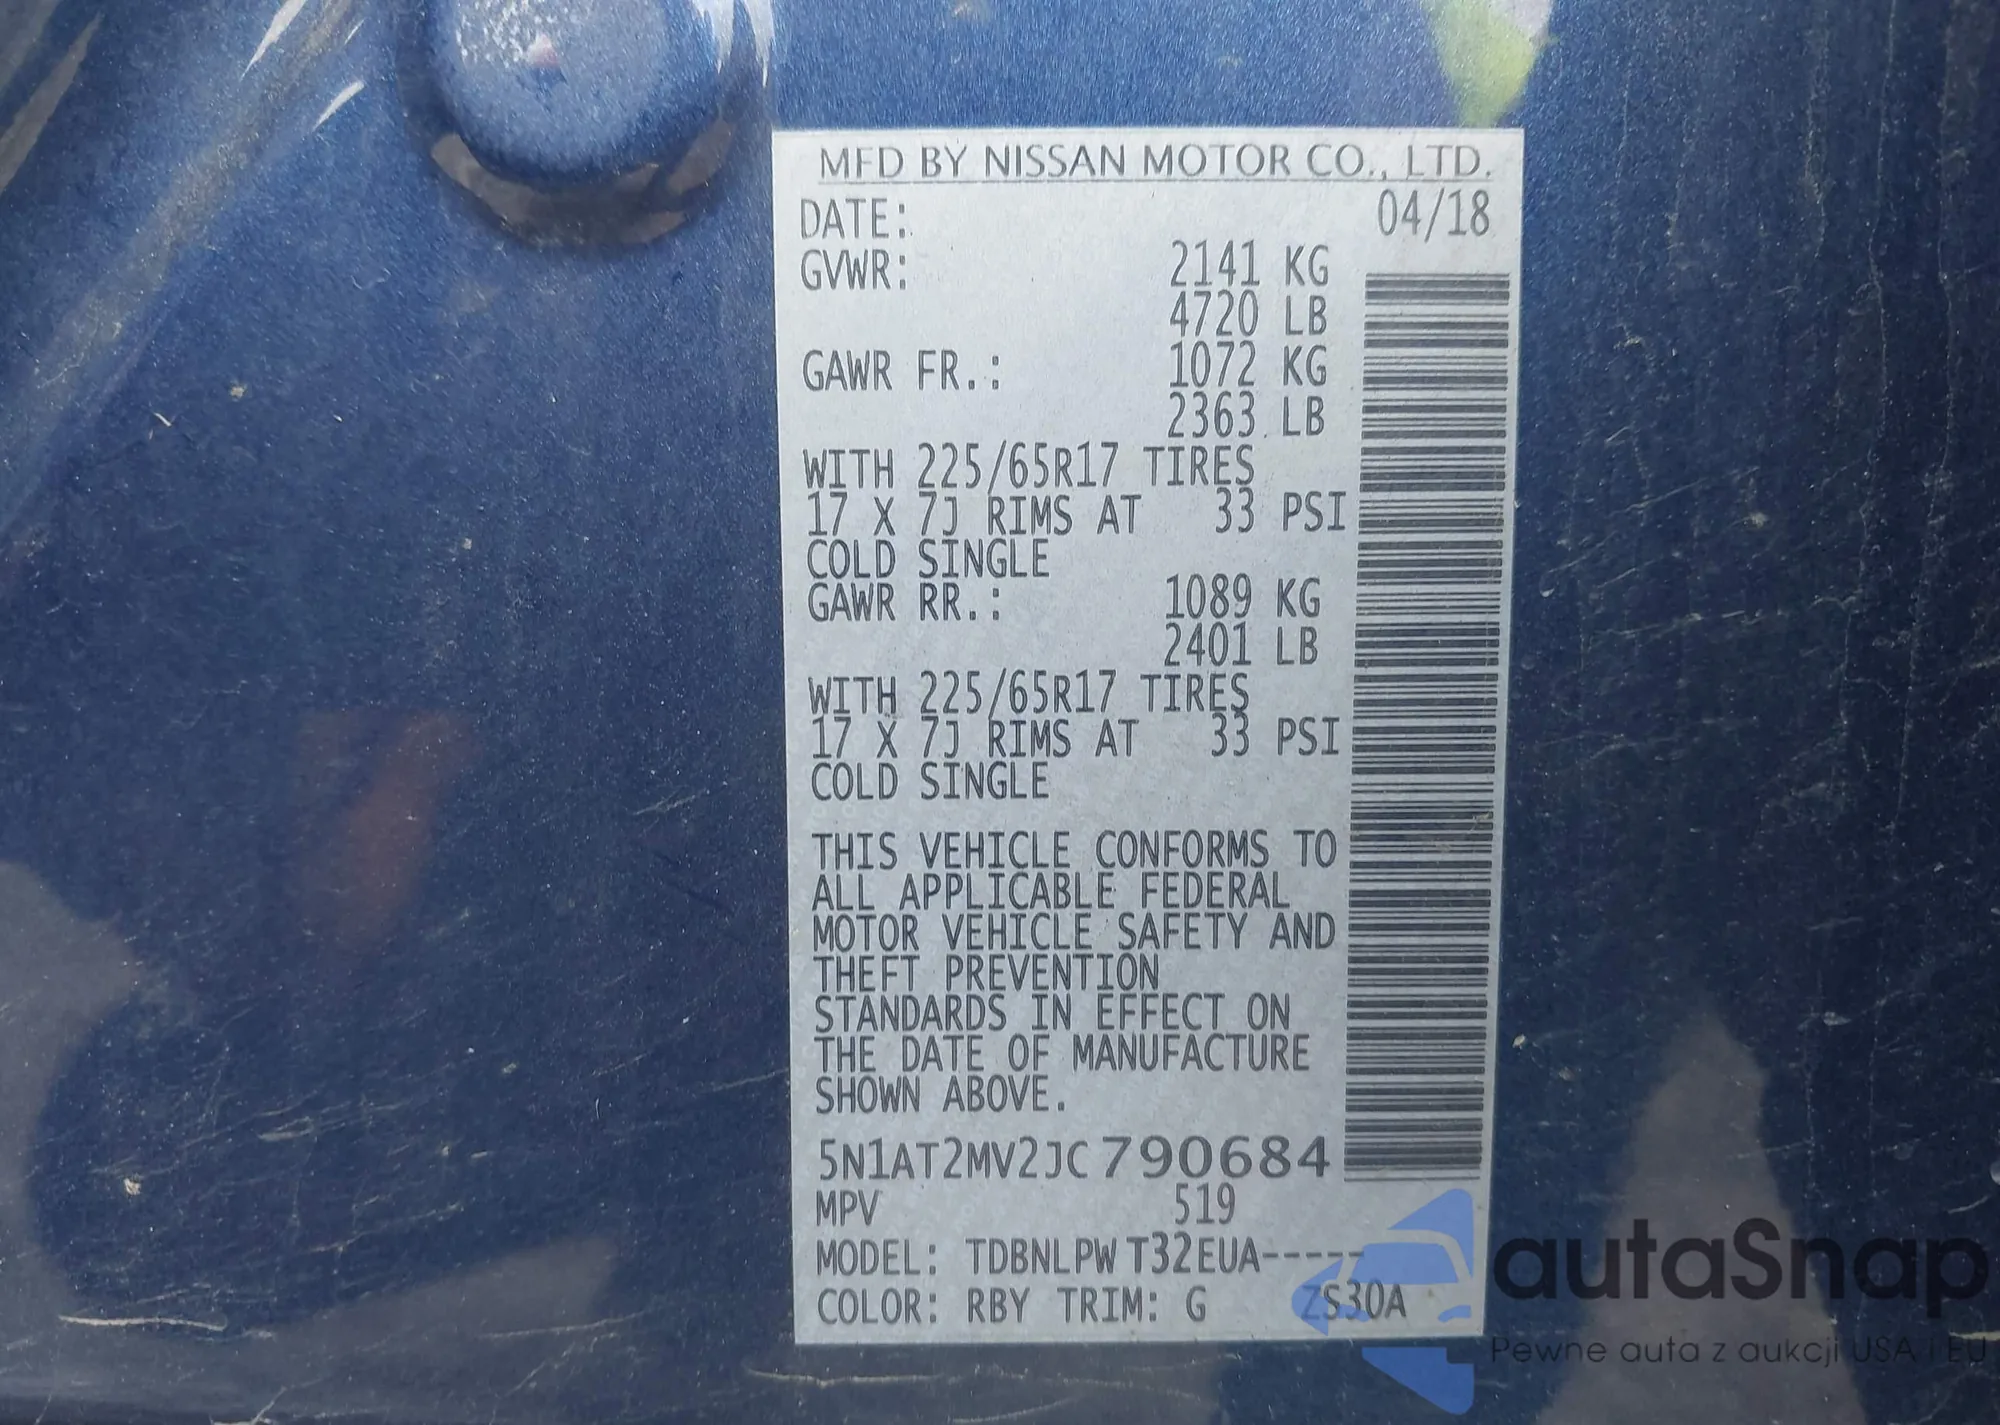 MFD BY NISSAN MOTOR CO., LTD.
DATE: 04/18
GVWR: 2141 KG
4720 LB
GAWR FR.: 1072 KG
2363 LB
WITH 225/65R17 TIRES
17 X 7J RIMS AT 33 PSI
COLD SINGLE
GAWR RR.: 1089 KG
2401 LB
WITH 225/65R17 TIRES
17 X 7J RIMS AT 33 PSI
COLD SINGLE
THIS VEHICLE CONFORMS TO
ALL APPLICABLE FEDERAL
MOTOR VEHICLE SAFETY AND
THEFT PREVENTION
STANDARDS IN EFFECT ON
THE DATE OF MANUFACTURE
SHOWN ABOVE.
5N1AT2MV2JC790684
MPV 519
MODEL: TDBNLPW T32EUA-----
COLOR: RBY TRIM: G ZS30A
autaSnap
Pewne auta z aukcji USA i EU